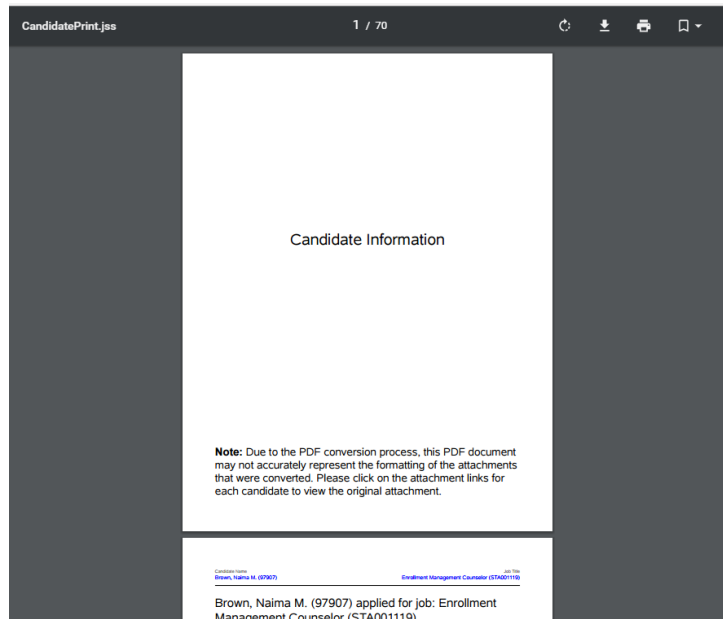 CandidatePrint.jss
1 / 70
Candidate Information
Note: Due to the PDF conversion process, this PDF document
may not accurately represent the formatting of the attachments
that were converted. Please click on the attachment links for
each candidate to view the original attachment.
Candidate Name Job Title
Brown, Naima M. (97907) Enrollment Management Counselor (STA001119)
Brown, Naima M. (97907) applied for job: Enrollment
Management Counselor (STA001119)